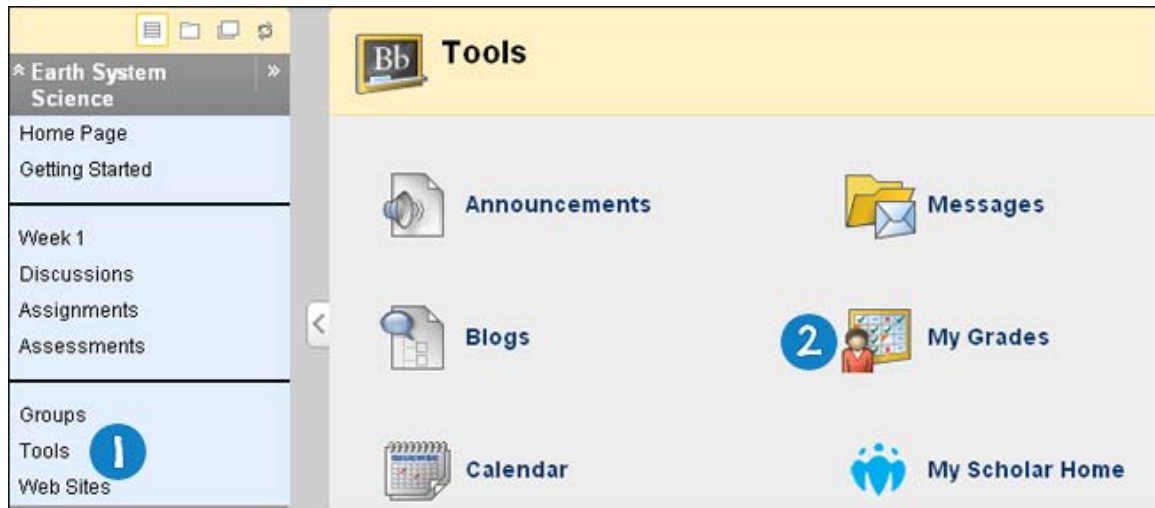 Earth System
Science
Home Page
Getting Started
Week 1
Discussions
Assignments
Assessments
Groups
Tools 1
Web Sites
Bb Tools
Announcements
Messages
Blogs
2 My Grades
Calendar
My Scholar Home